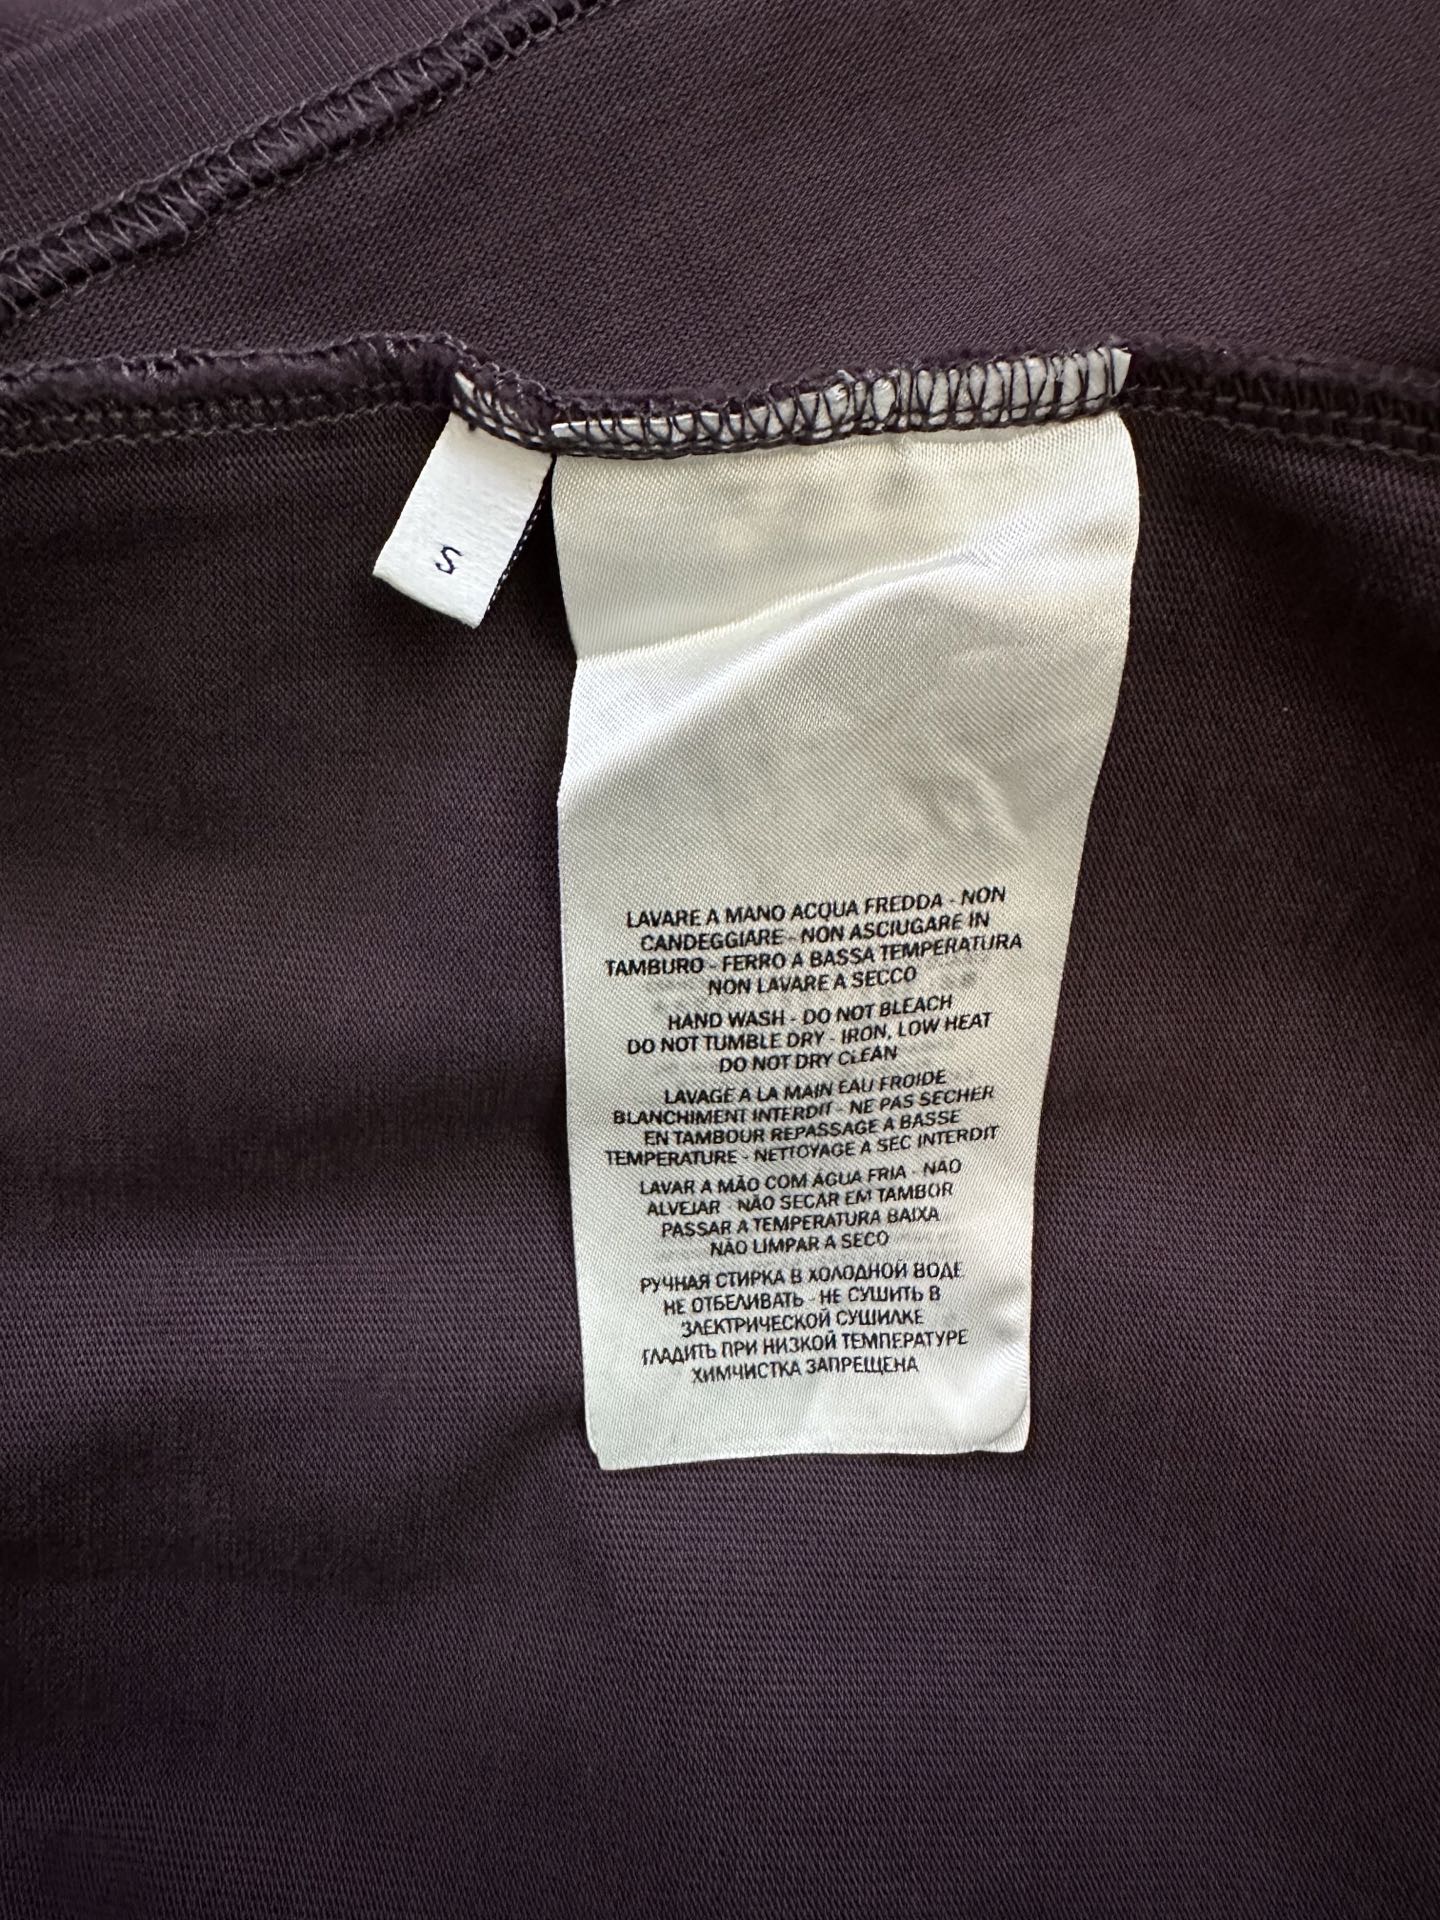 S
LAVARE A MANO ACQUA FREDDA - NON
CANDEGGIARE - NON ASCIUGARE IN
TAMBURO - FERRO A BASSA TEMPERATURA
NON LAVARE A SECCO
HAND WASH - DO NOT BLEACH
DO NOT TUMBLE DRY - IRON, LOW HEAT
DO NOT DRY CLEAN
LAVAGE A LA MAIN EAU FROIDE
BLANCHIMENT INTERDIT - NE PAS SECHER
EN TAMBOUR REPASSAGE A BASSE
TEMPERATURE - NETTOYAGE A SEC INTERDIT
LAVAR A MÃO COM ÁGUA FRIA - NÃO
ALVEJAR - NÃO SECAR EM TAMBOR
PASSAR A TEMPERATURA BAIXA
NÃO LIMPAR A SECO
РУЧНАЯ СТИРКА В ХОЛОДНОЙ ВОДЕ
НЕ ОТБЕЛИВАТЬ - НЕ СУШИТЬ В
ЭЛЕКТРИЧЕСКОЙ СУШИЛКЕ
ГЛАДИТЬ ПРИ НИЗКОЙ ТЕМПЕРАТУРЕ
ХИМЧИСТКА ЗАПРЕЩЕНА